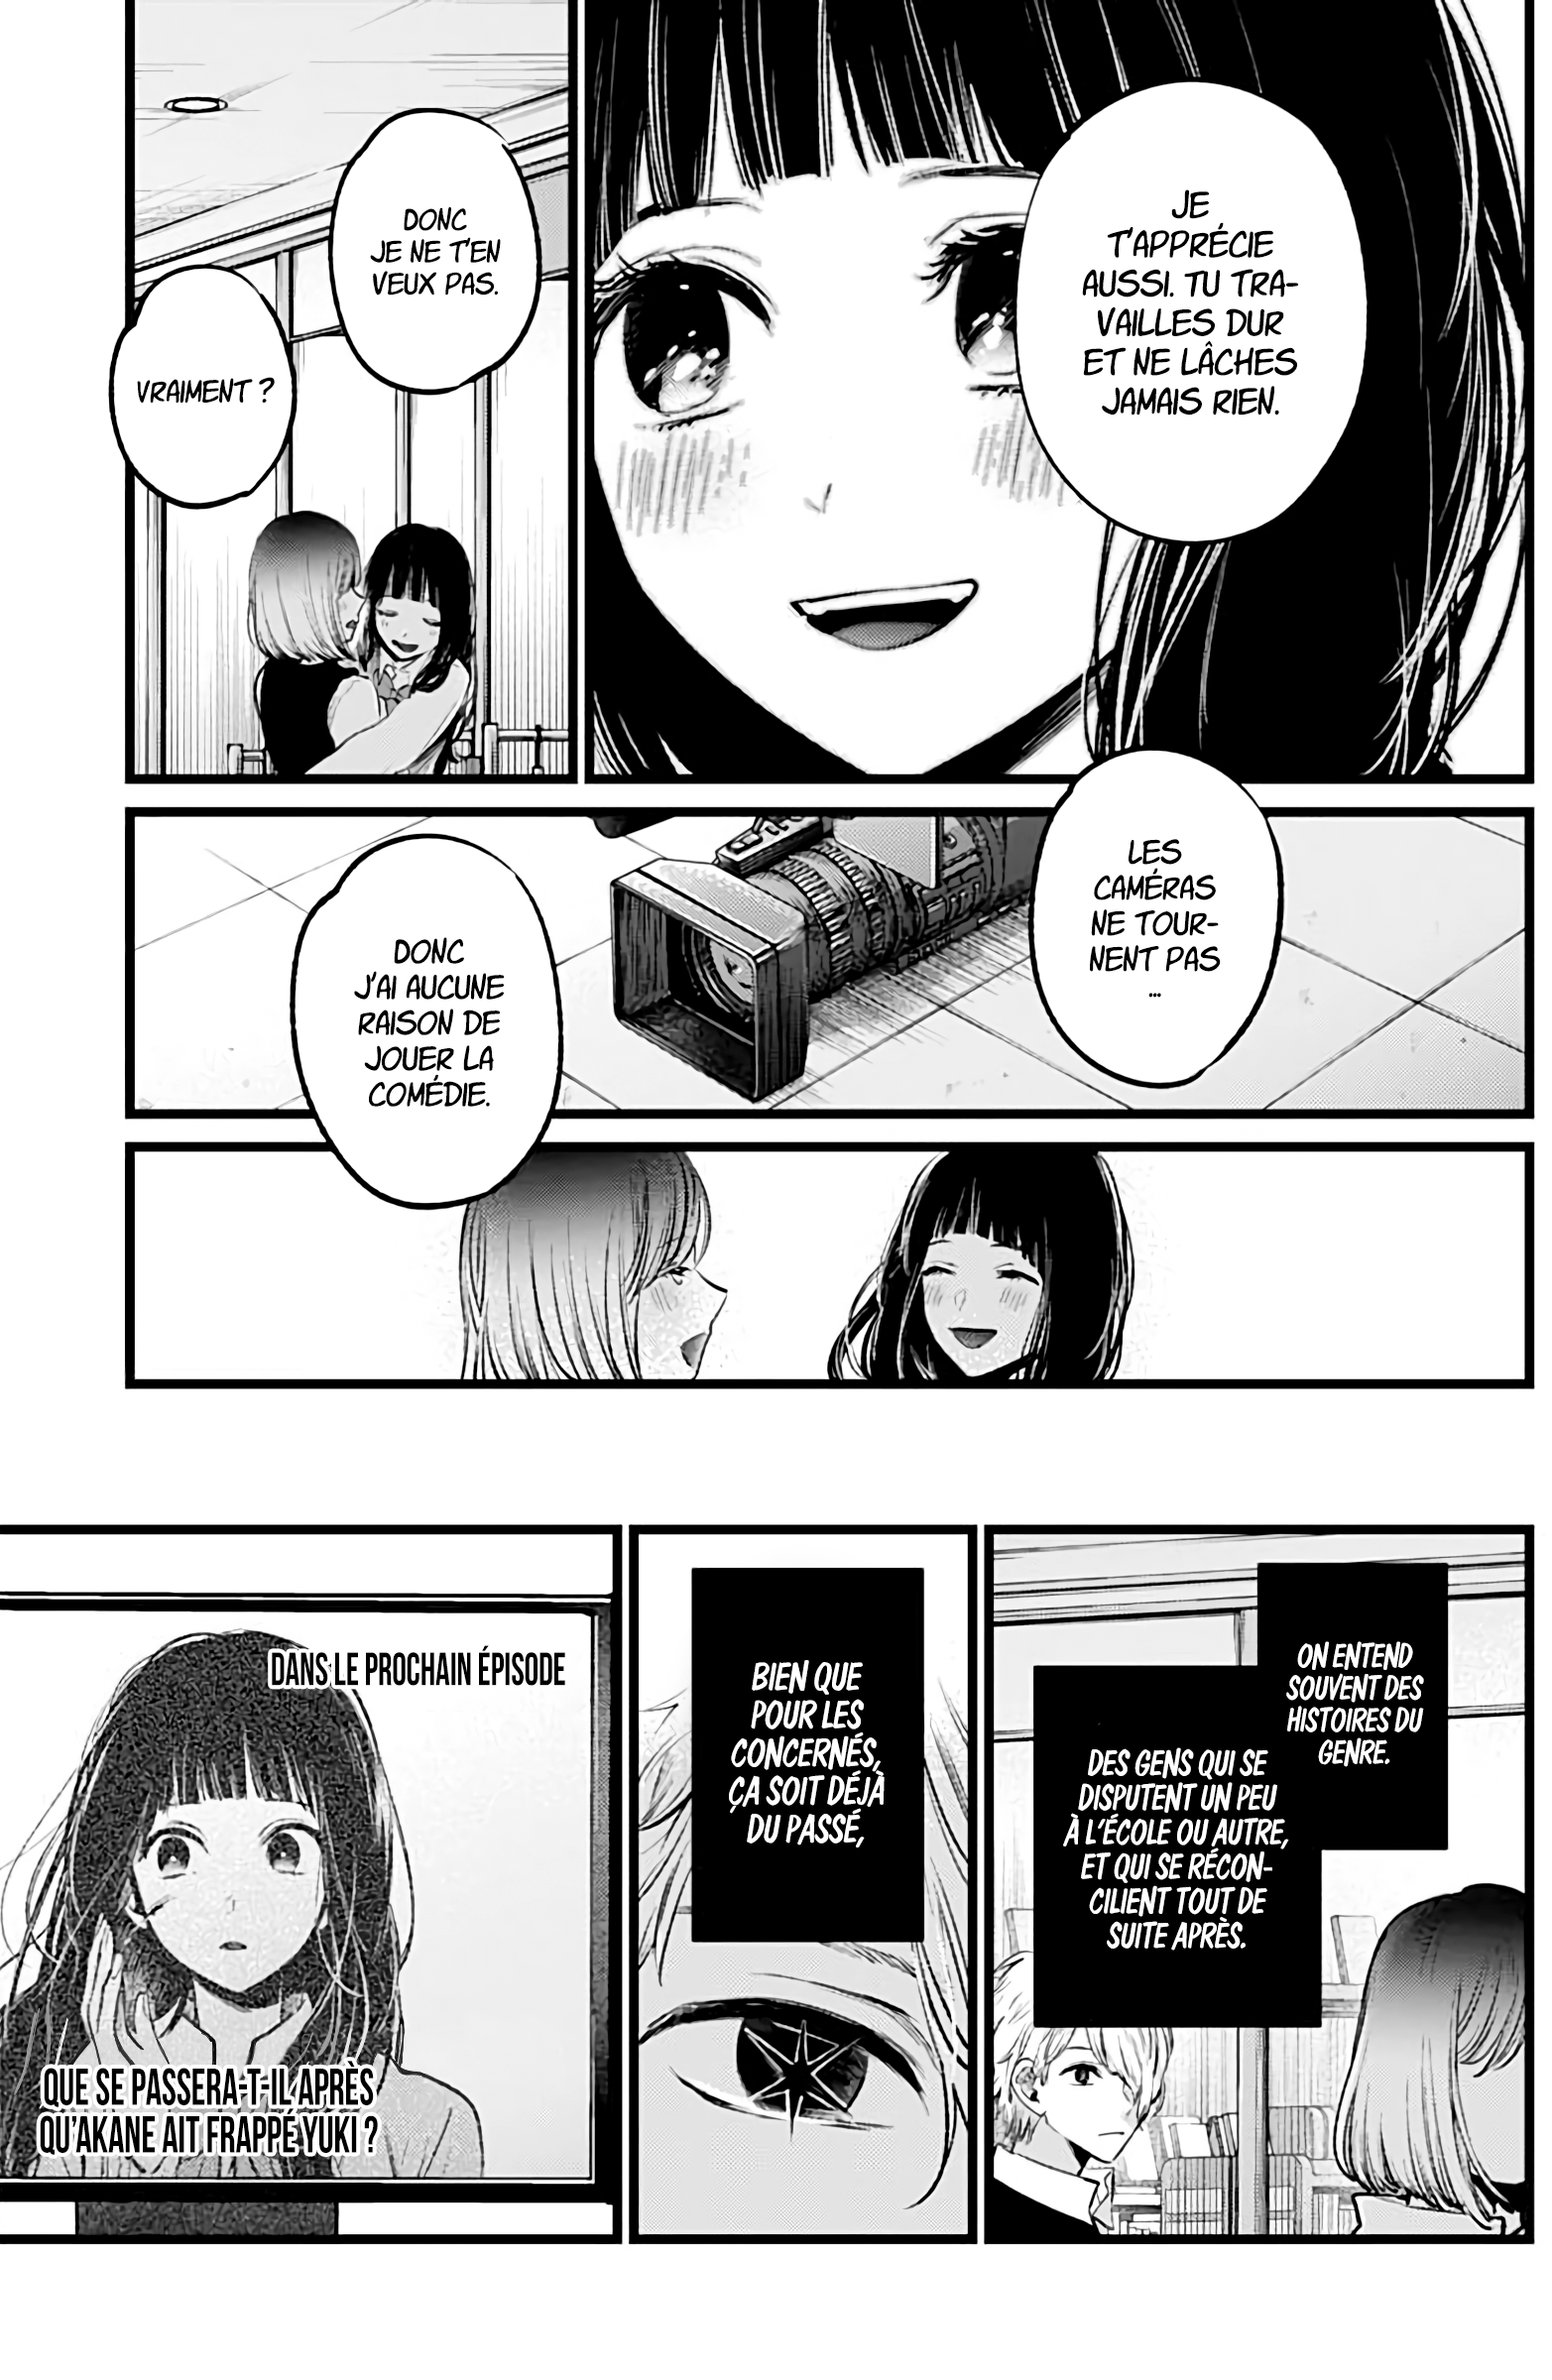 JE
T'APPRÉCIE
AUSSI. TU TRA-
VAILLES DUR
ET NE LÂCHES
JAMAIS RIEN.
DONC
JE NE T'EN
VEUX PAS.
VRAIMENT ?
LES
CAMÉRAS
NE TOUR-
NENT PAS
...
DONC
J'AI AUCUNE
RAISON DE
JOUER LA
COMÉDIE.
ON ENTEND
SOUVENT DES
HISTOIRES DU
GENRE.
DES GENS QUI SE
DISPUTENT UN PEU
À L'ÉCOLE OU AUTRE,
ET QUI SE RÉCON-
CILIENT TOUT DE
SUITE APRÈS.
BIEN QUE
POUR LES
CONCERNÉS,
ÇA SOIT DÉJÀ
DU PASSÉ,
DANS LE PROCHAIN ÉPISODE
QUE SE PASSERA-T-IL APRÈS
QU'AKANE AIT FRAPPÉ YUKI ?